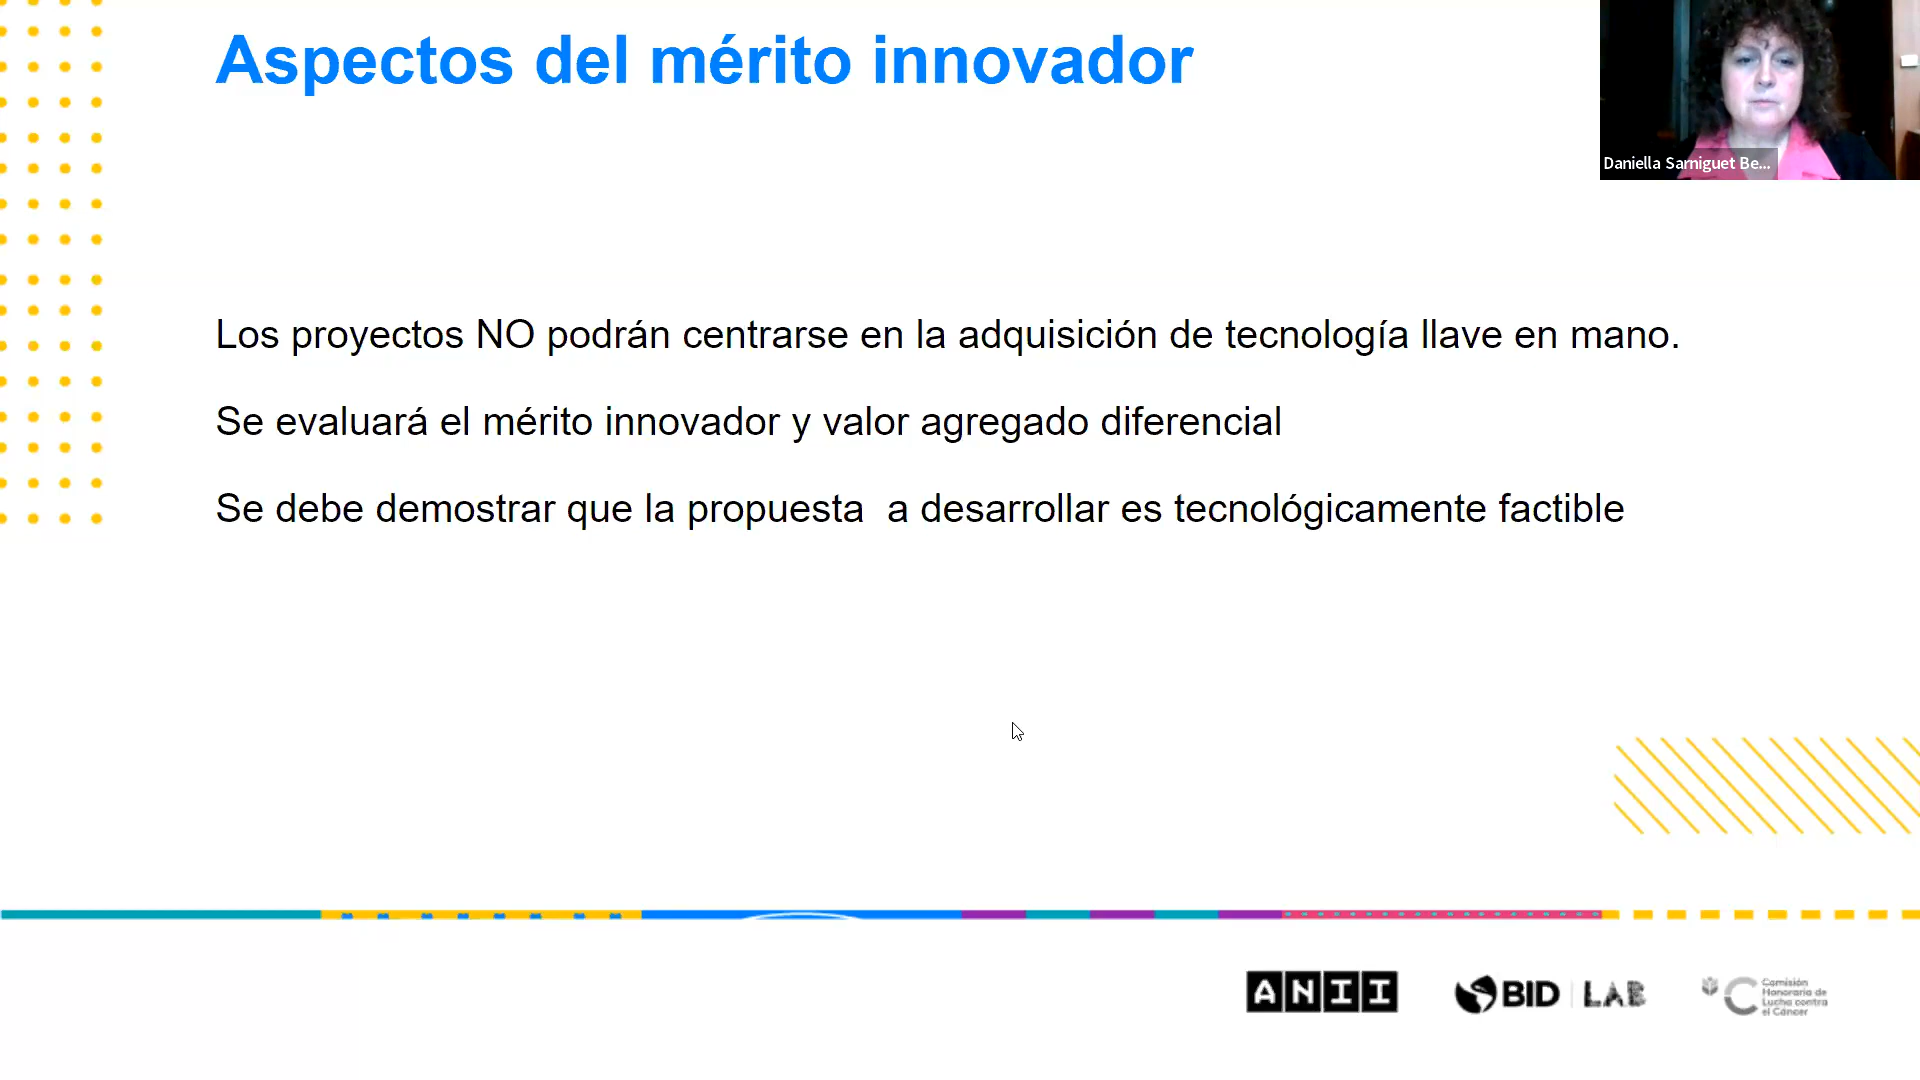 Aspectos del mérito innovador
Daniella Sarniguet Be...
Los proyectos NO podrán centrarse en la adquisición de tecnología llave en mano.
Se evaluará el mérito innovador y valor agregado diferencial
Se debe demostrar que la propuesta  a desarrollar es tecnológicamente factible
ANII
BID | LAB
Comisión
Honoraria de
Lucha contra
el Cáncer